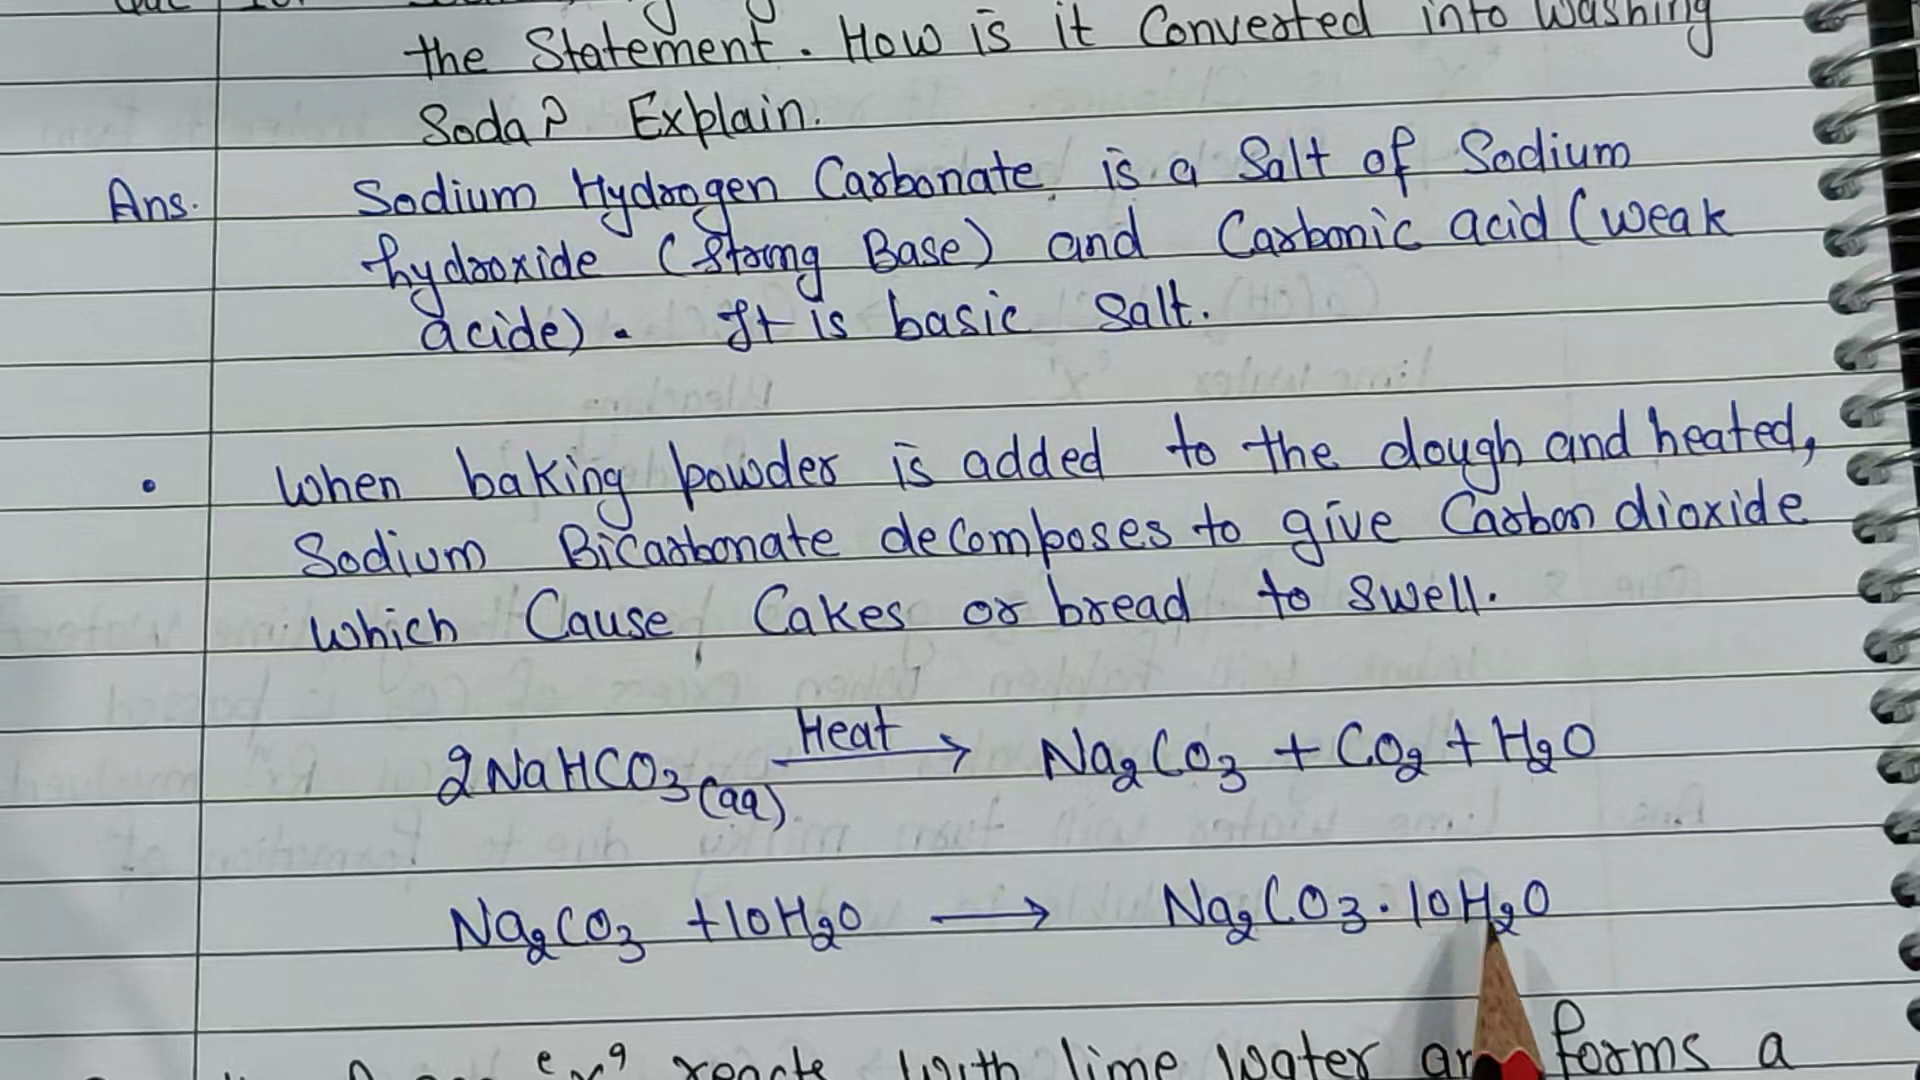 the Statement. How is it Converted into Washing
Soda? Explain.
Ans. Sodium Hydrogen Carbonate is a Salt of Sodium
hydroxide (Strong Base) and Carbonic acid (weak
acide). It is basic Salt.
• When baking powder is added to the dough and heated,
Sodium Bicarbonate decomposes to give Carbon dioxide
which Cause Cakes or bread to swell.
2NaHCO₃(aq) Heat → Na₂CO₃ + CO₂ + H₂O
Na₂CO₃ + 10H₂O → Na₂CO₃·10H₂O
reacts with lime water forms a